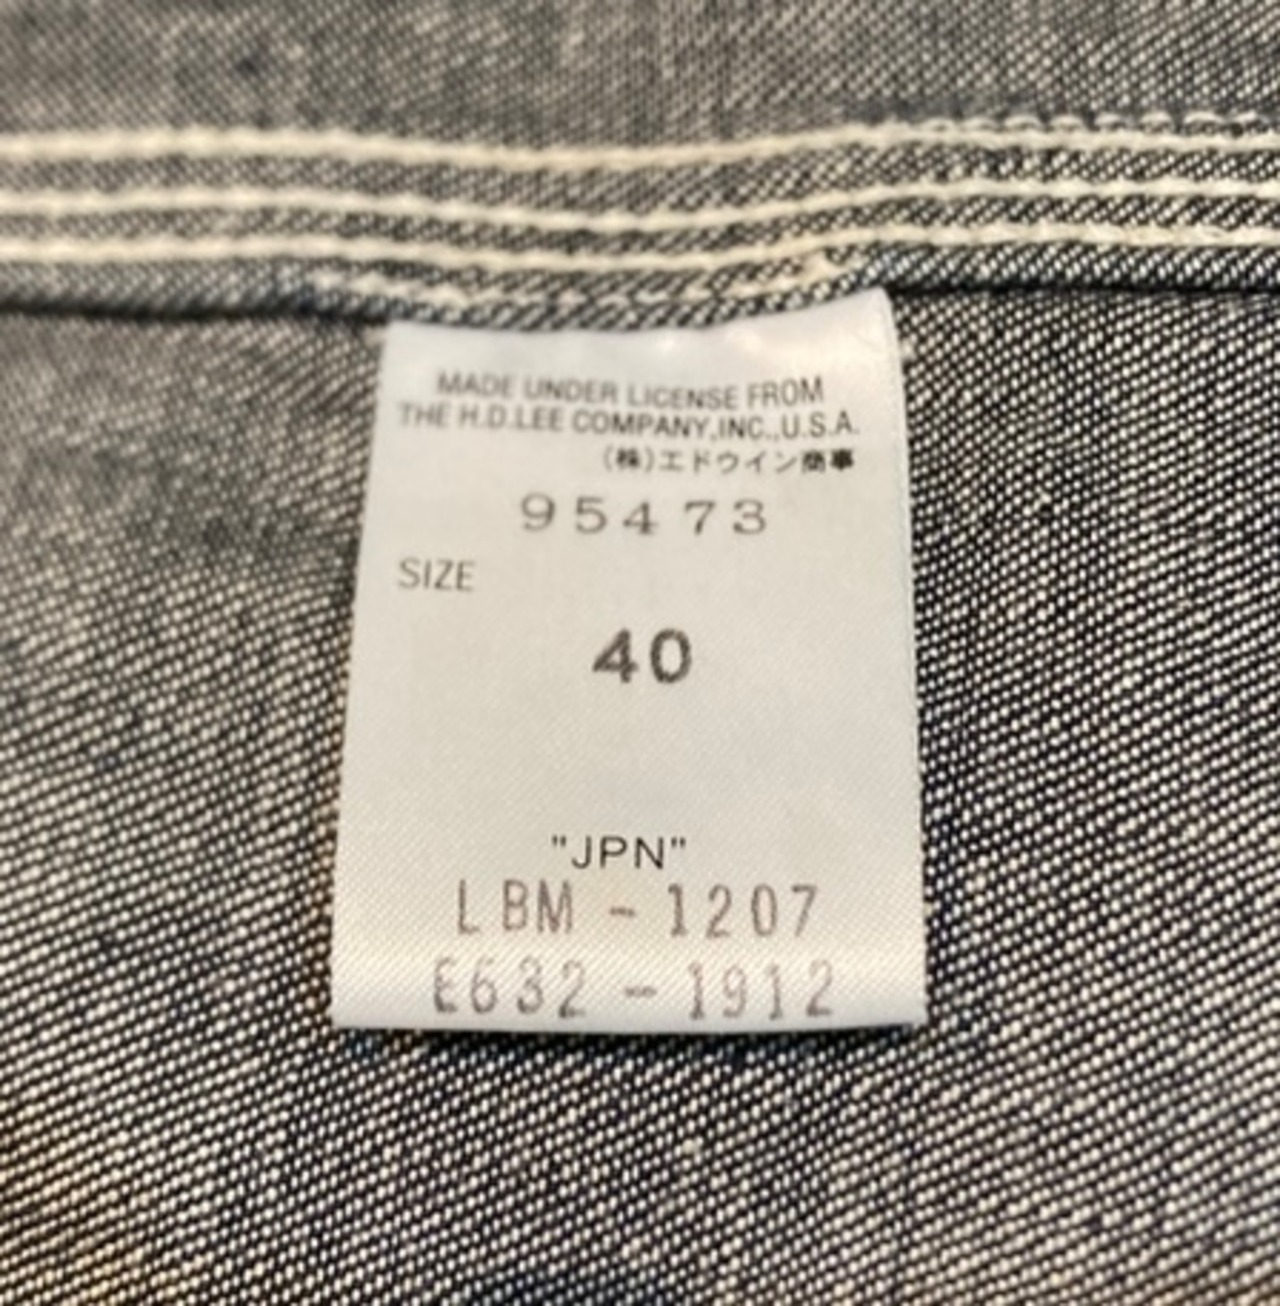 MADE UNDER LICENSE FROM
THE H.D.LEE COMPANY,INC.,U.S.A.
(株)エドウイン商事
95473
SIZE
40
"JPN"
LBM-1207
E632-1912